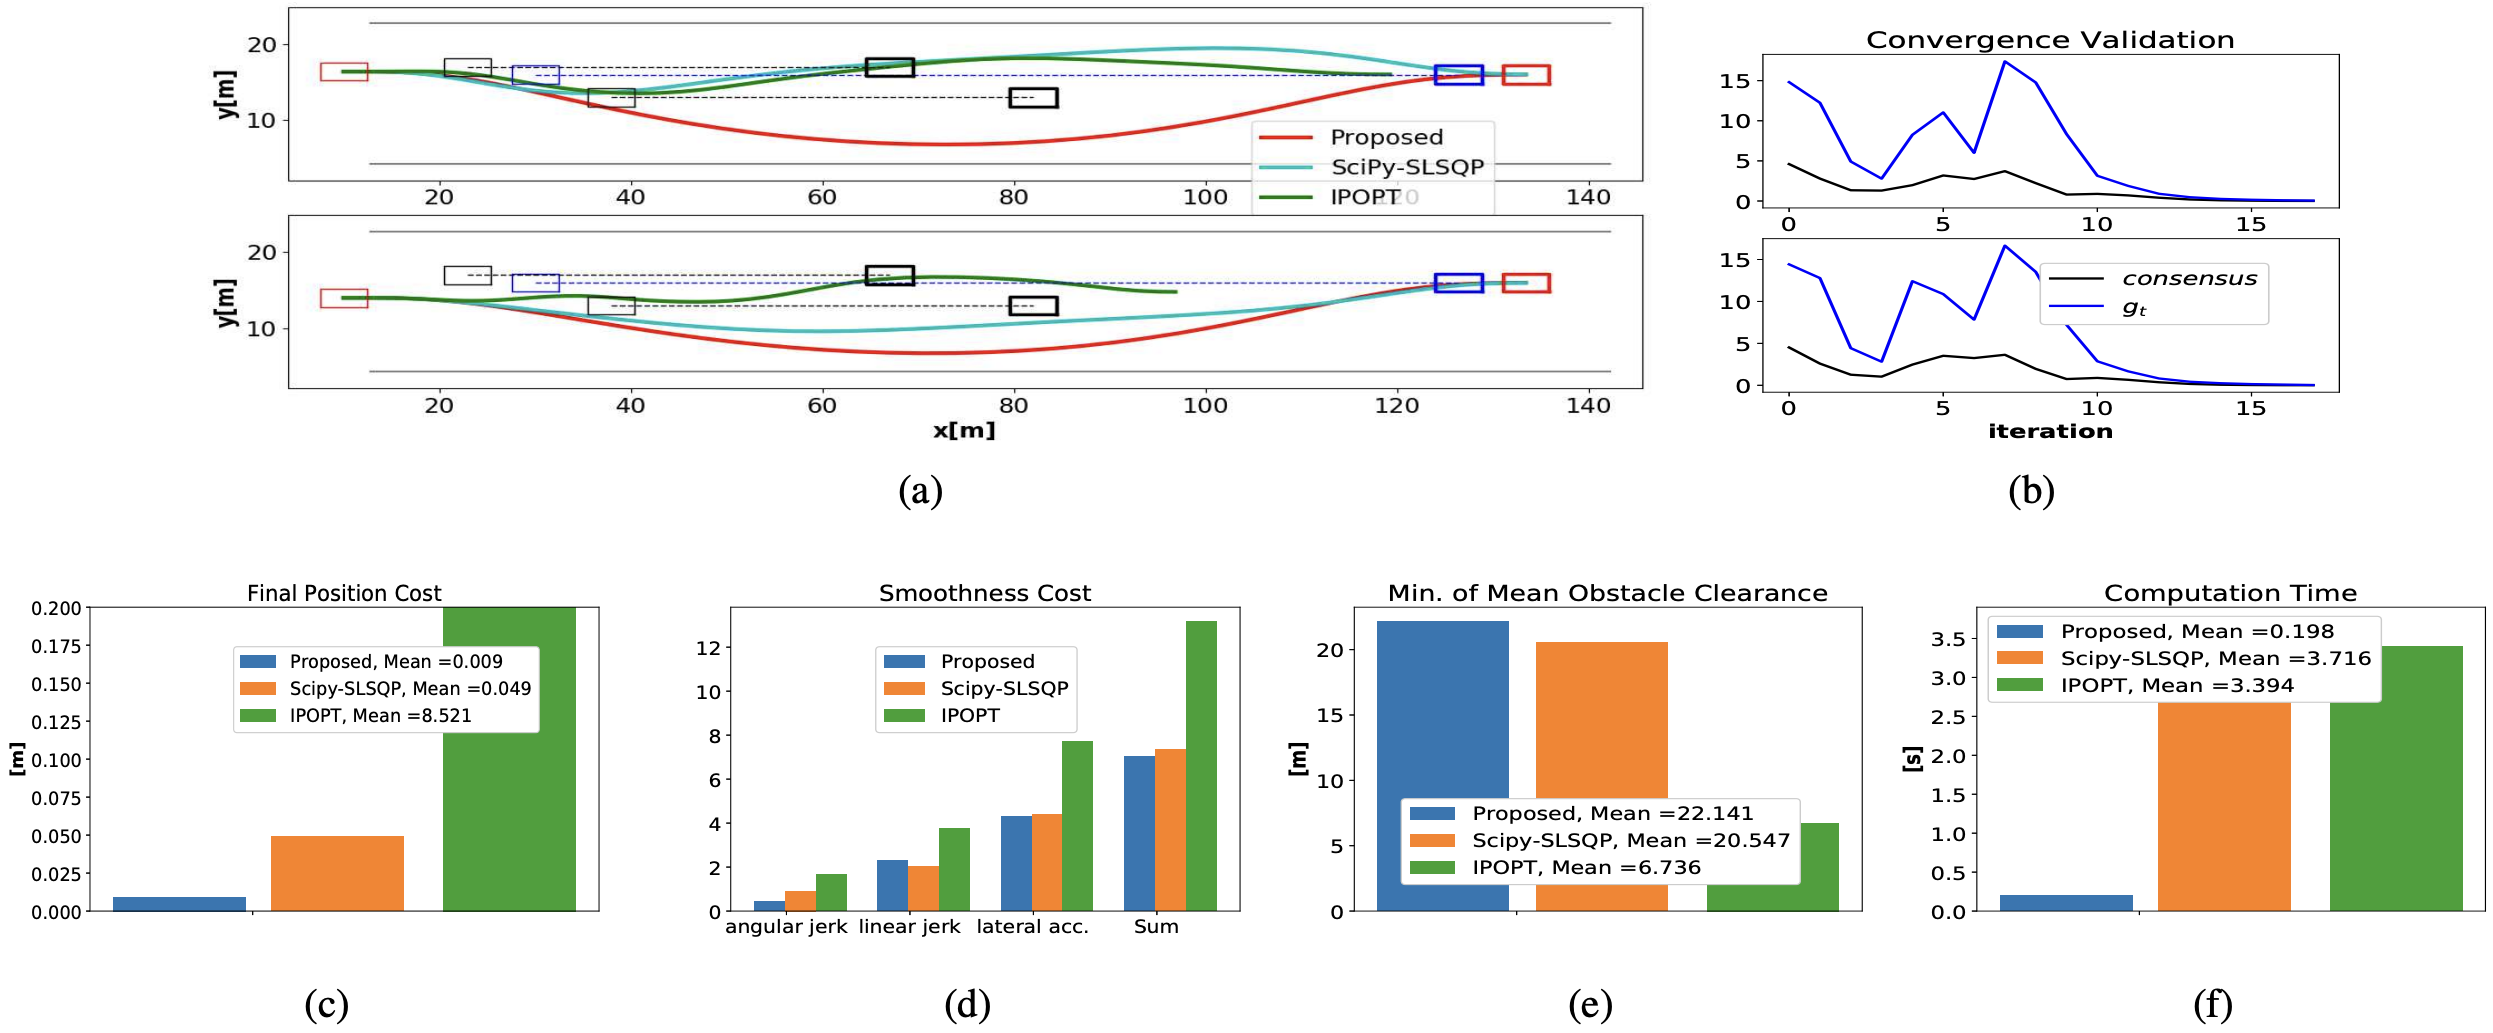 20
10
y[m]
Proposed
SciPy-SLSQP
IPOPT
20 40 60 80 100 120 140
20
10
y[m]
20 40 60 80 100 120 140
x[m]
(a)
Convergence Validation
15
10
5
0
0 5 10 15
15
10
5
0
consensus
g_t
0 5 10 15
iteration
(b)
Final Position Cost
0.200
0.175
0.150
0.125
0.100
0.075
0.050
0.025
0.000
[m]
Proposed, Mean =0.009
Scipy-SLSQP, Mean =0.049
IPOPT, Mean =8.521
(c)
Smoothness Cost
12
10
8
6
4
2
0
Proposed
Scipy-SLSQP
IPOPT
angular jerk linear jerk lateral acc. Sum
(d)
Min. of Mean Obstacle Clearance
20
15
10
5
0
[m]
Proposed, Mean =22.141
Scipy-SLSQP, Mean =20.547
IPOPT, Mean =6.736
(e)
Computation Time
3.5
3.0
2.5
2.0
1.5
1.0
0.5
0.0
[s]
Proposed, Mean =0.198
Scipy-SLSQP, Mean =3.716
IPOPT, Mean =3.394
(f)